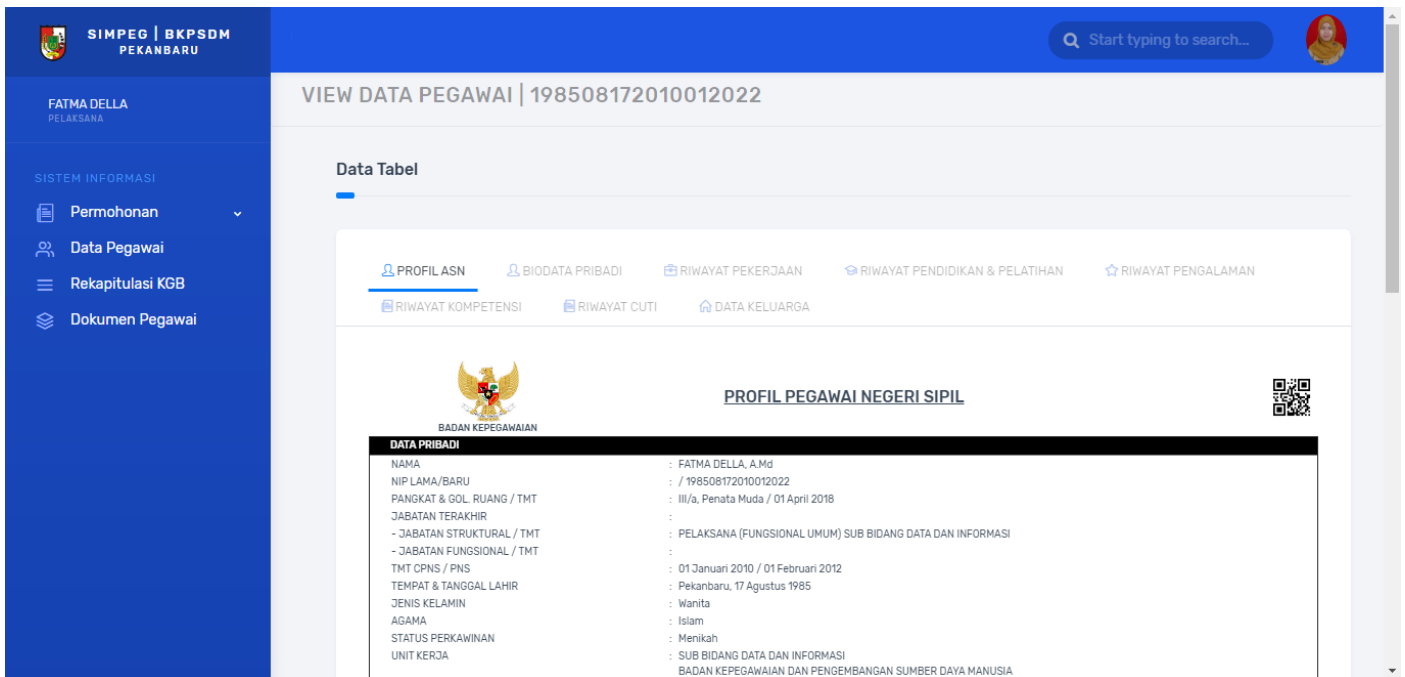 SIMPEG | BKPSDM
PEKANBARU
Start typing to search...
FATMA DELLA
PELAKSANA
VIEW DATA PEGAWAI | 198508172010012022
SISTEM INFORMASI
Permohonan
Data Pegawai
Rekapitulasi KGB
Dokumen Pegawai
Data Tabel
PROFIL ASN BIODATA PRIBADI RIWAYAT PEKERJAAN RIWAYAT PENDIDIKAN & PELATIHAN RIWAYAT PENGALAMAN
RIWAYAT KOMPETENSI RIWAYAT CUTI DATA KELUARGA
BADAN KEPEGAWAIAN
PROFIL PEGAWAI NEGERI SIPIL
DATA PRIBADI
NAMA : FATMA DELLA, A.Md
NIP LAMA/BARU : / 198508172010012022
PANGKAT & GOL. RUANG / TMT : III/a, Penata Muda / 01 April 2018
JABATAN TERAKHIR :
- JABATAN STRUKTURAL / TMT : PELAKSANA (FUNGSIONAL UMUM) SUB BIDANG DATA DAN INFORMASI
- JABATAN FUNGSIONAL / TMT :
TMT CPNS / PNS : 01 Januari 2010 / 01 Februari 2012
TEMPAT & TANGGAL LAHIR : Pekanbaru, 17 Agustus 1985
JENIS KELAMIN : Wanita
AGAMA : Islam
STATUS PERKAWINAN : Menikah
UNIT KERJA : SUB BIDANG DATA DAN INFORMASI
BADAN KEPEGAWAIAN DAN PENGEMBANGAN SUMBER DAYA MANUSIA